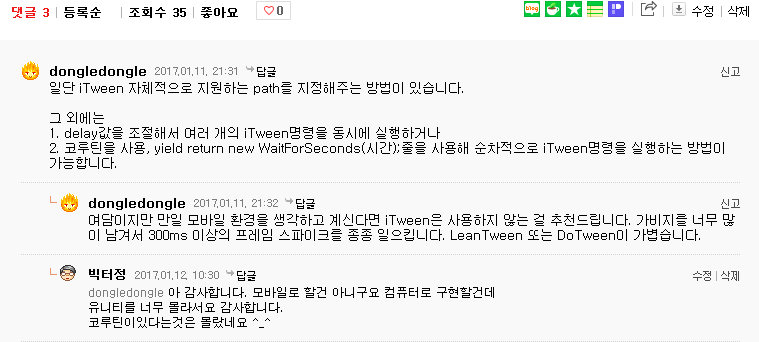 댓글 3 | 등록순 | 조회수 35 | 좋아요 ♡0 blog | 수정 | 삭제
dongledongle 2017.01.11. 21:31 답글 신고
일단 iTween 자체적으로 지원하는 path를 지정해주는 방법이 있습니다.
그 외에는
1. delay값을 조절해서 여러 개의 iTween명령을 동시에 실행하거나
2. 코루틴을 사용, yield return new WaitForSeconds(시간);줄을 사용해 순차적으로 iTween명령을 실행하는 방법이
가능합니다.
dongledongle 2017.01.11. 21:32 답글 신고
여담이지만 만일 모바일 환경을 생각하고 계신다면 iTween은 사용하지 않는 걸 추천드립니다. 가비지를 너무 많
이 남겨서 300ms 이상의 프레임 스파이크를 종종 일으킵니다. LeanTween 또는 DoTween이 가볍습니다.
빅터정 2017.01.12. 10:30 답글 수정 | 삭제
dongledongle 아 감사합니다. 모바일로 할건 아니구요 컴퓨터로 구현할건데
유니티를 너무 몰라서요 감사합니다.
코루틴이있다는것은 몰랐네요 ^_^